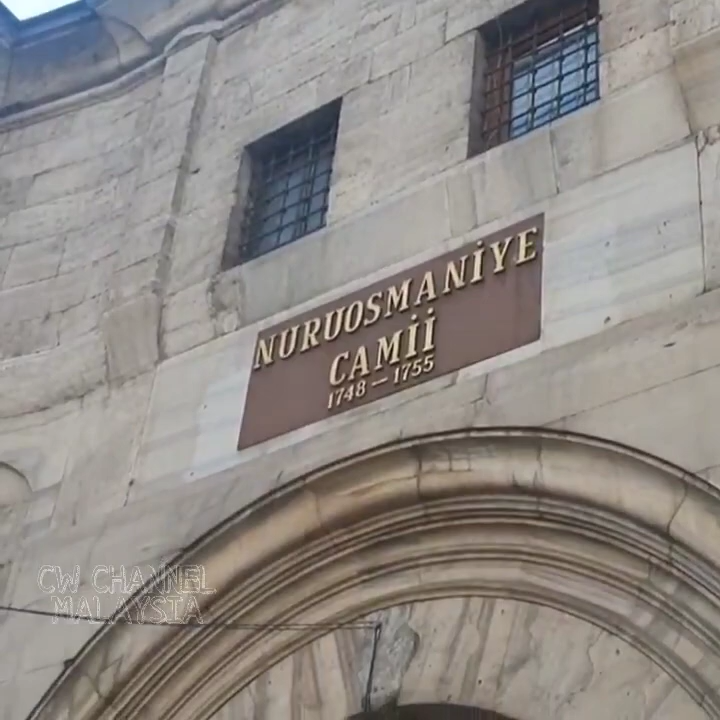 NURUOSMANİYE
CAMİİ
1748 – 1755
CW CHANNEL
MALAYSIA